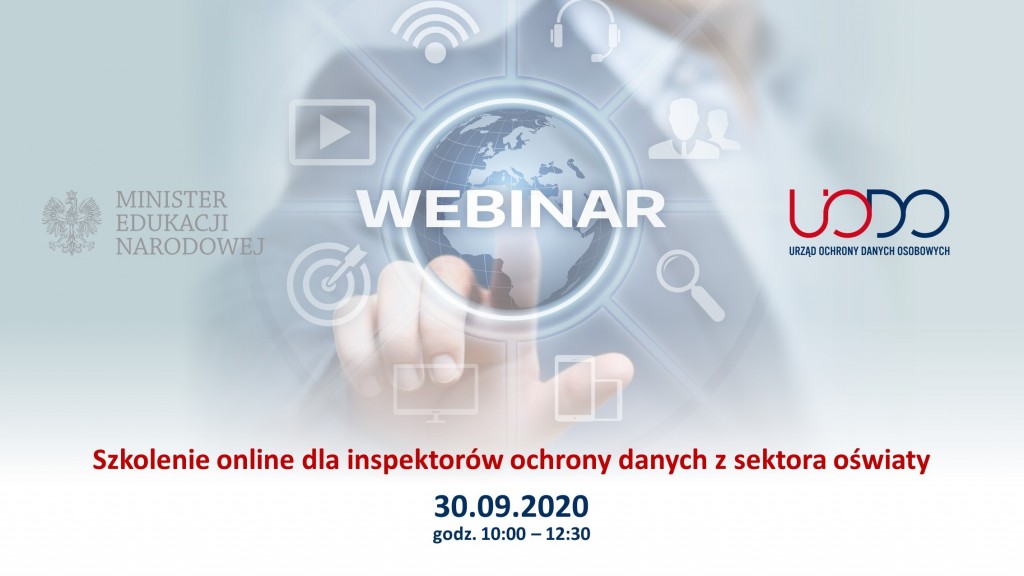 MINISTER
EDUKACJI
NARODOWEJ
WEBINAR
UODO
URZĄD OCHRONY DANYCH OSOBOWYCH
Szkolenie online dla inspektorów ochrony danych z sektora oświaty
30.09.2020
godz. 10:00 – 12:30